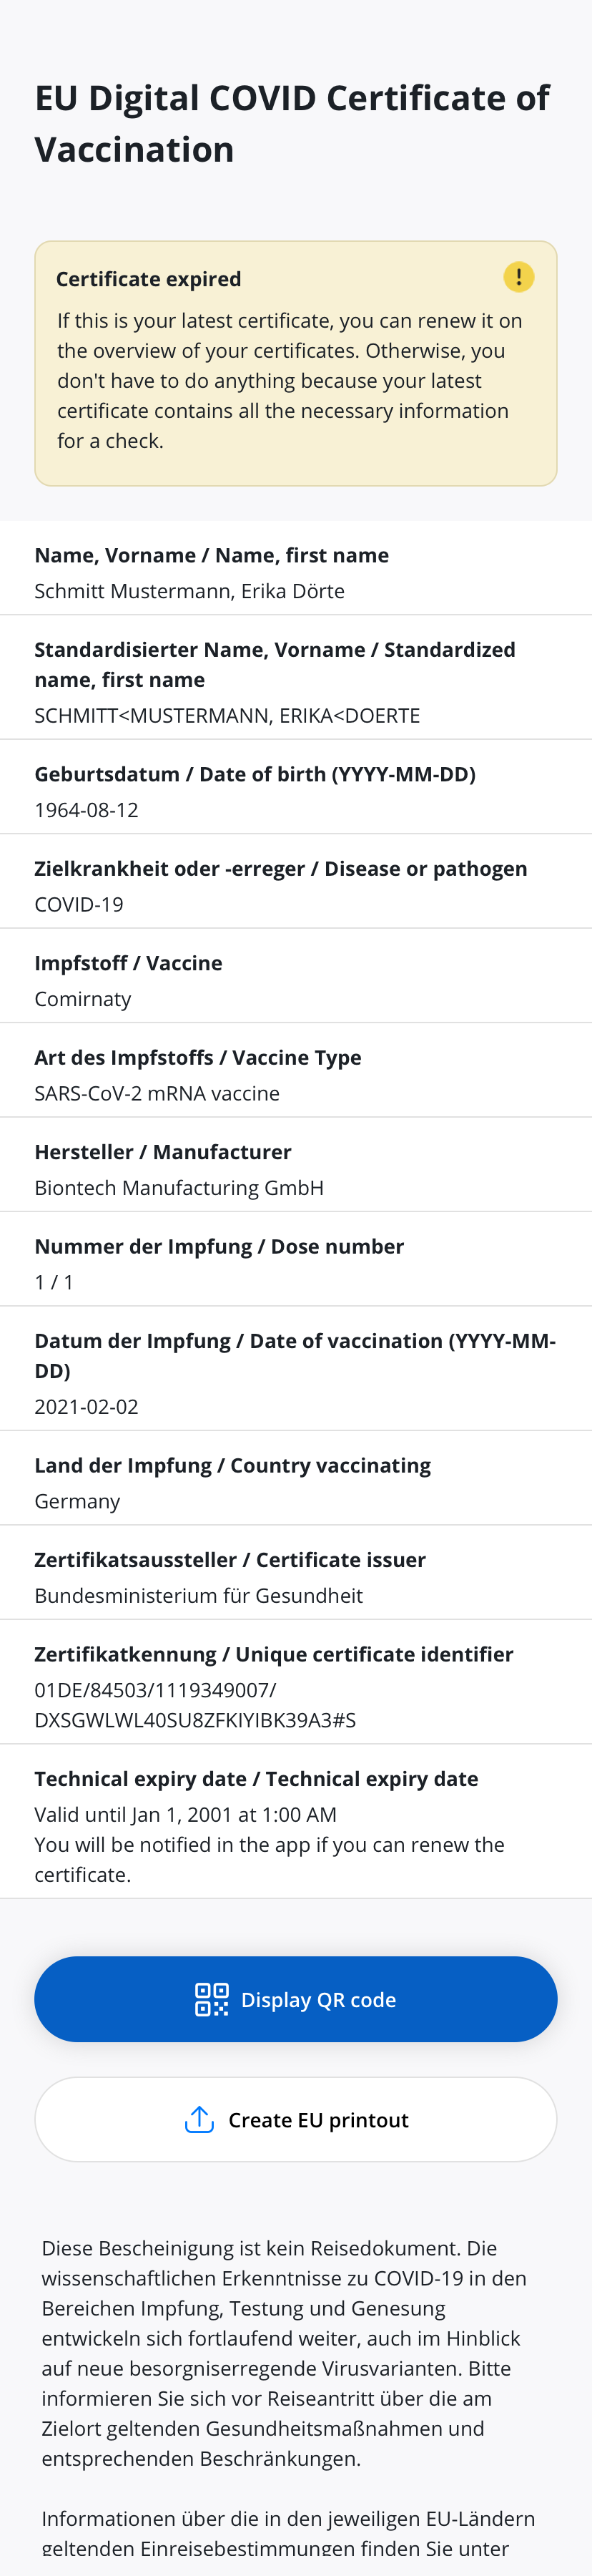 EU Digital COVID Certificate of
Vaccination
Certificate expired
If this is your latest certificate, you can renew it on
the overview of your certificates. Otherwise, you
don't have to do anything because your latest
certificate contains all the necessary information
for a check.
Name, Vorname / Name, first name
Schmitt Mustermann, Erika Dörte
Standardisierter Name, Vorname / Standardized
name, first name
SCHMITT<MUSTERMANN, ERIKA<DOERTE
Geburtsdatum / Date of birth (YYYY-MM-DD)
1964-08-12
Zielkrankheit oder -erreger / Disease or pathogen
COVID-19
Impfstoff / Vaccine
Comirnaty
Art des Impfstoffs / Vaccine Type
SARS-CoV-2 mRNA vaccine
Hersteller / Manufacturer
Biontech Manufacturing GmbH
Nummer der Impfung / Dose number
1 / 1
Datum der Impfung / Date of vaccination (YYYY-MM-
DD)
2021-02-02
Land der Impfung / Country vaccinating
Germany
Zertifikatsaussteller / Certificate issuer
Bundesministerium für Gesundheit
Zertifikatkennung / Unique certificate identifier
01DE/84503/1119349007/
DXSGWLWL40SU8ZFKIYIBK39A3#S
Technical expiry date / Technical expiry date
Valid until Jan 1, 2001 at 1:00 AM
You will be notified in the app if you can renew the
certificate.
Display QR code
Create EU printout
Diese Bescheinigung ist kein Reisedokument. Die
wissenschaftlichen Erkenntnisse zu COVID-19 in den
Bereichen Impfung, Testung und Genesung
entwickeln sich fortlaufend weiter, auch im Hinblick
auf neue besorgniserregende Virusvarianten. Bitte
informieren Sie sich vor Reiseantritt über die am
Zielort geltenden Gesundheitsmaßnahmen und
entsprechenden Beschränkungen.
Informationen über die in den jeweiligen EU-Ländern
geltenden Einreisebestimmungen finden Sie unter